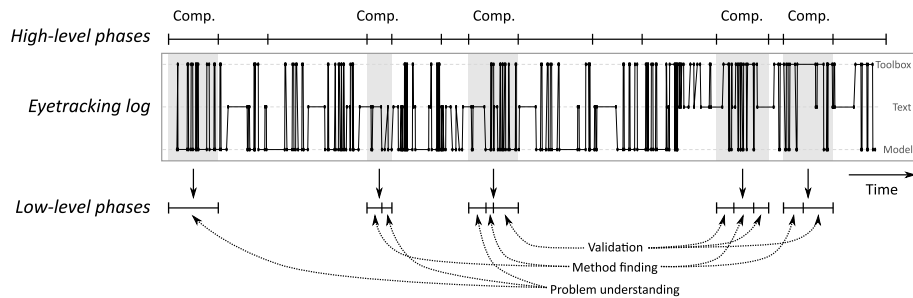 Comp. Comp. Comp. Comp. Comp.
High-level phases
Toolbox
Eyetracking log
Text
Model
Time
Low-level phases
Validation
Method finding
Problem understanding